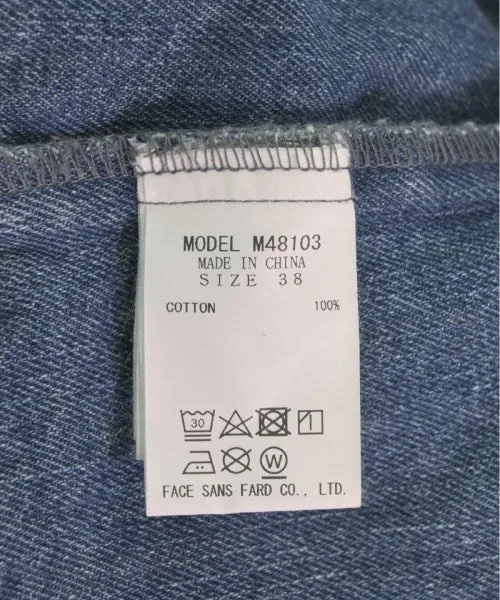 MODEL M48103
MADE IN CHINA
SIZE 38
COTTON 100%
30
W
FACE SANS FARD CO., LTD.